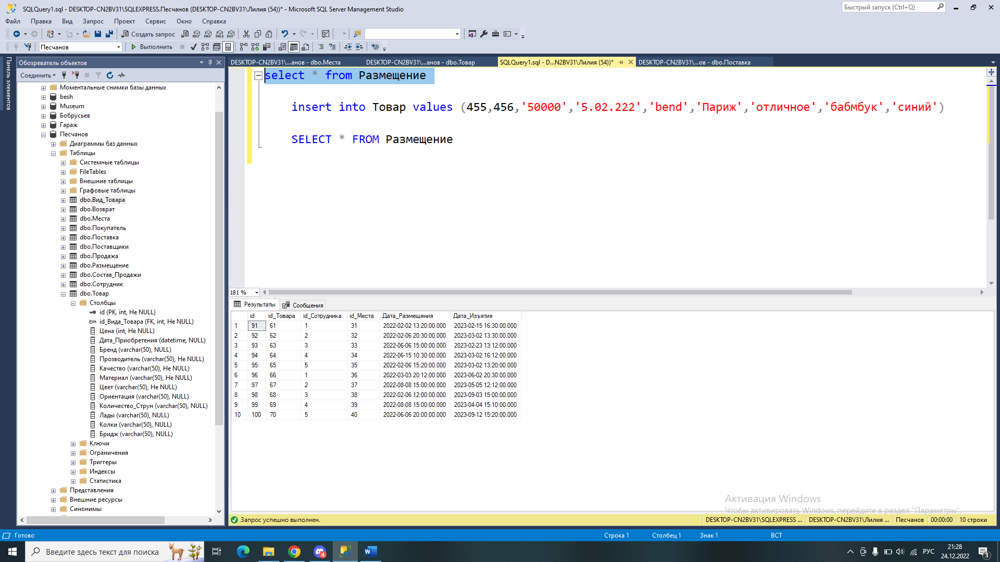 SQLQuery1.sql - DESKTOP-CN2BV31\SQLEXPRESS.Песчанов (DESKTOP-CN2BV31\Лилия (54))* - Microsoft SQL Server Management Studio
Быстрый запуск (Ctrl+Q)
Файл Правка Вид Запрос Проект Сервис Окно Справка
Создать запрос MDX DMX XMLA DAX
Песчанов Выполнить
Панель элементов
Обозреватель объектов
Соединить
Моментальные снимки базы данных
besh
Museum
Бобрусьев
Гараж
Песчанов
Диаграммы баз данных
Таблицы
Системные таблицы
FileTables
Внешние таблицы
Графовые таблицы
dbo.Вид_Товара
dbo.Возврат
dbo.Места
dbo.Покупатель
dbo.Поставка
dbo.Поставщики
dbo.Продажа
dbo.Размещение
dbo.Состав_Продажи
dbo.Сотрудник
dbo.Товар
Столбцы
id (PK, int, Не NULL)
id_Вида_Товара (FK, int, Не NULL)
Цена (int, Не NULL)
Дата_Приобретения (datetime, NULL)
Бренд (varchar(50), NULL)
Прозводитель (varchar(50), Не NULL)
Качество (varchar(50), Не NULL)
Материал (varchar(50), Не NULL)
Цвет (varchar(50), Не NULL)
Ориентация (varchar(50), NULL)
Количество_Струн (varchar(50), NULL)
Лады (varchar(50), NULL)
Колки (varchar(50), NULL)
Бридж (varchar(50), NULL)
Ключи
Ограничения
Триггеры
Индексы
Статистика
Представления
Внешние ресурсы
Синонимы
DESKTOP-CN2BV31\...анов - dbo.Места DESKTOP-CN2BV31\...анов - dbo.Товар SQLQuery1.sql - D...N2BV31\Лилия (54))* DESKTOP-CN2BV31\...ов - dbo.Поставка
select * from Размещение
insert into Товар values (455,456,'50000','5.02.222','bend','Париж','отличное','бабмбук','синий')
SELECT * FROM Размещение
181 %
Результаты Сообщения
id id_Товара id_Сотрудника id_Места Дата_Размещения Дата_Изъятия
1 91 61 1 31 2022-02-02 13:20:00.000 2023-02-15 16:30:00.000
2 92 62 2 32 2022-02-06 20:30:00.000 2023-03-02 13:30:00.000
3 93 63 3 33 2022-06-06 15:00:00.000 2023-02-23 13:12:00.000
4 94 64 4 34 2022-06-15 10:30:00.000 2023-03-02 16:12:00.000
5 95 65 5 35 2022-02-06 15:20:00.000 2023-03-02 13:20:00.000
6 96 66 1 36 2022-03-03 20:12:00.000 2023-06-02 20:30:00.000
7 97 67 2 37 2022-08-08 15:00:00.000 2023-05-05 12:12:00.000
8 98 68 3 38 2022-02-06 12:00:00.000 2023-09-03 15:00:00.000
9 99 69 4 39 2022-08-08 15:00:00.000 2023-04-04 15:10:00.000
10 100 70 5 40 2022-06-06 20:00:00.000 2023-09-12 15:20:00.000
Активация Windows
Чтобы активировать Windows, перейдите в раздел "Параметры".
Запрос успешно выполнен. DESKTOP-CN2BV31\SQLEXPRESS ... DESKTOP-CN2BV31\Лилия ... Песчанов 00:00:00 10 строки
Готово Строка 1 Столбец 1 Знак 1 ВСТ
Введите здесь текст для поиска 4 РУС 21:28
24.12.2022 3